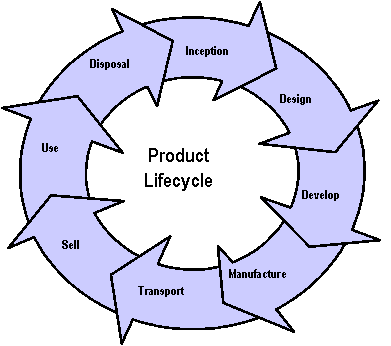 Inception
Design
Develop
Manufacture
Transport
Sell
Use
Disposal
Product
Lifecycle